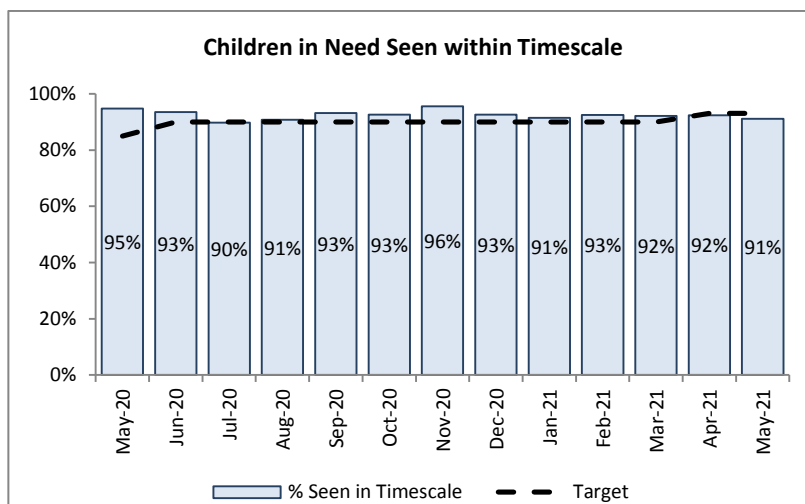 Children in Need Seen within Timescale
100%
80%
60%
40%
20%
0%
95% 93% 90% 91% 93% 93% 96% 93% 91% 93% 92% 92% 91%
May-20 Jun-20 Jul-20 Aug-20 Sep-20 Oct-20 Nov-20 Dec-20 Jan-21 Feb-21 Mar-21 Apr-21 May-21
% Seen in Timescale Target